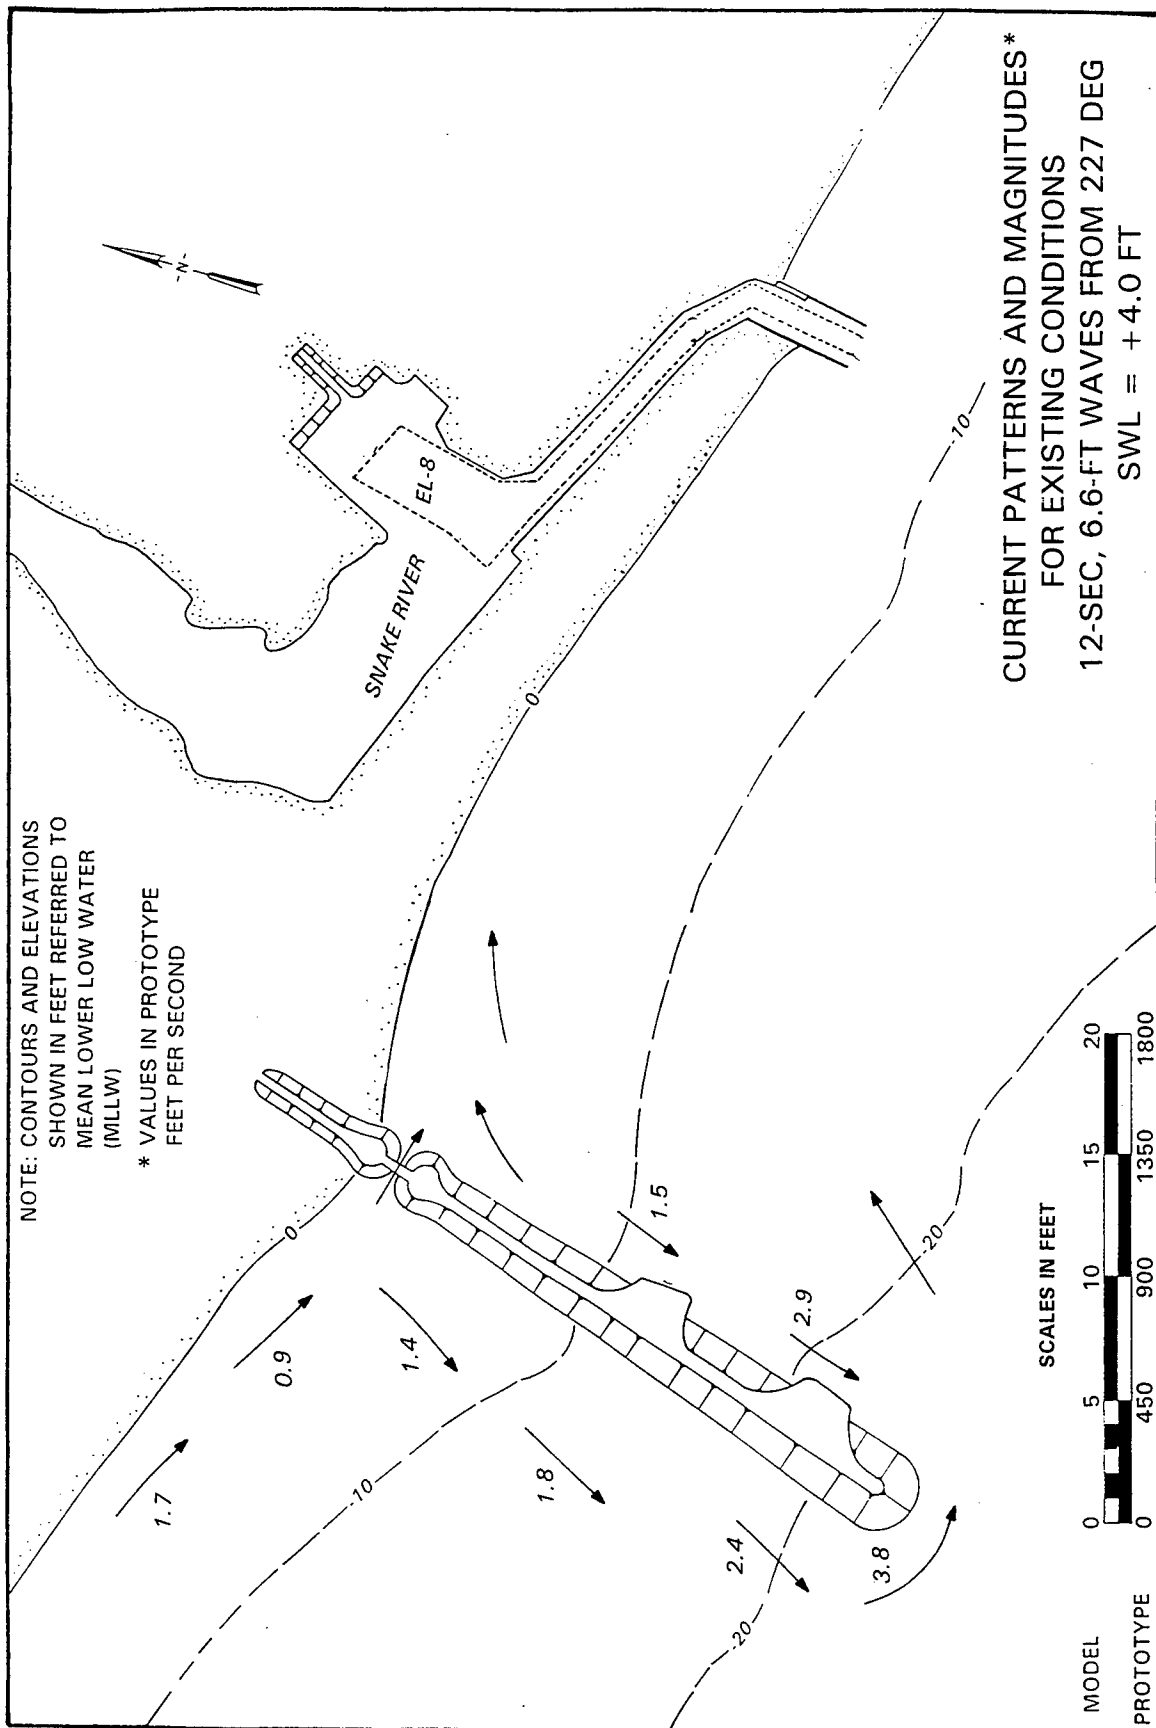 NOTE: CONTOURS AND ELEVATIONS
SHOWN IN FEET REFERRED TO
MEAN LOWER LOW WATER
(MLLW)
* VALUES IN PROTOTYPE
FEET PER SECOND
-N-
SNAKE RIVER
EL-8
0
0
-10
-10
-20
-20
1.7
0.9
1.4
1.8
2.4
3.8
1.5
2.9
SCALES IN FEET
MODEL 0 5 10 15 20
PROTOTYPE 0 450 900 1350 1800
CURRENT PATTERNS AND MAGNITUDES*
FOR EXISTING CONDITIONS
12-SEC, 6.6-FT WAVES FROM 227 DEG
SWL = +4.0 FT